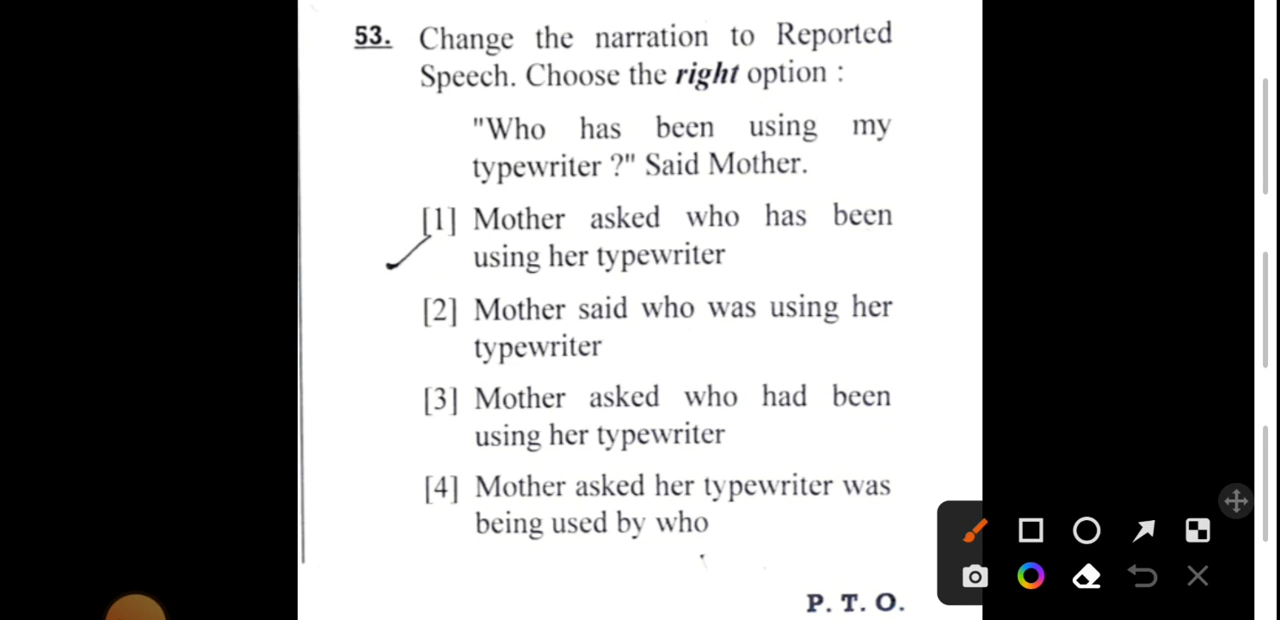 53. Change the narration to Reported
Speech. Choose the right option :
"Who has been using my
typewriter ?" Said Mother.
[1] Mother asked who has been
using her typewriter
[2] Mother said who was using her
typewriter
[3] Mother asked who had been
using her typewriter
[4] Mother asked her typewriter was
being used by who
P. T. O.